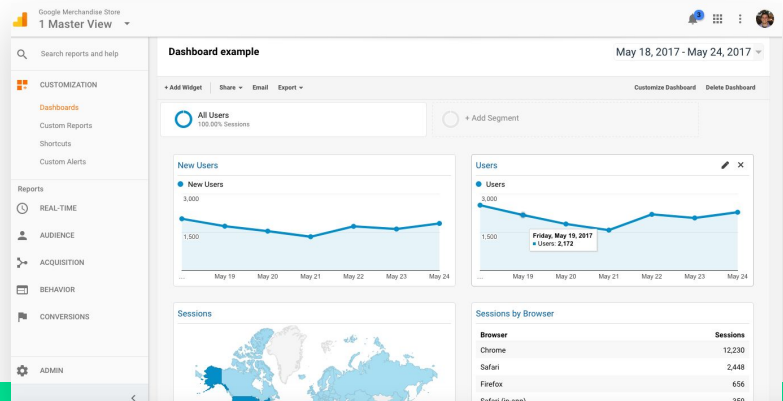 Google Merchandise Store
1 Master View
3
Search reports and help
CUSTOMIZATION
Dashboards
Custom Reports
Shortcuts
Custom Alerts
Reports
REAL-TIME
AUDIENCE
ACQUISITION
BEHAVIOR
CONVERSIONS
ADMIN
Dashboard example
May 18, 2017 - May 24, 2017
+ Add Widget Share Email Export Customize Dashboard Delete Dashboard
All Users
100.00% Sessions
+ Add Segment
New Users
New Users
3,000
1,500
... May 19 May 20 May 21 May 22 May 23 May 24
Users
Users
3,000
1,500
Friday, May 19, 2017
Users: 2,172
... May 19 May 20 May 21 May 22 May 23 May 24
Sessions
Sessions by Browser
Browser Sessions
Chrome 12,230
Safari 2,448
Firefox 656
Safari (in-app) 359